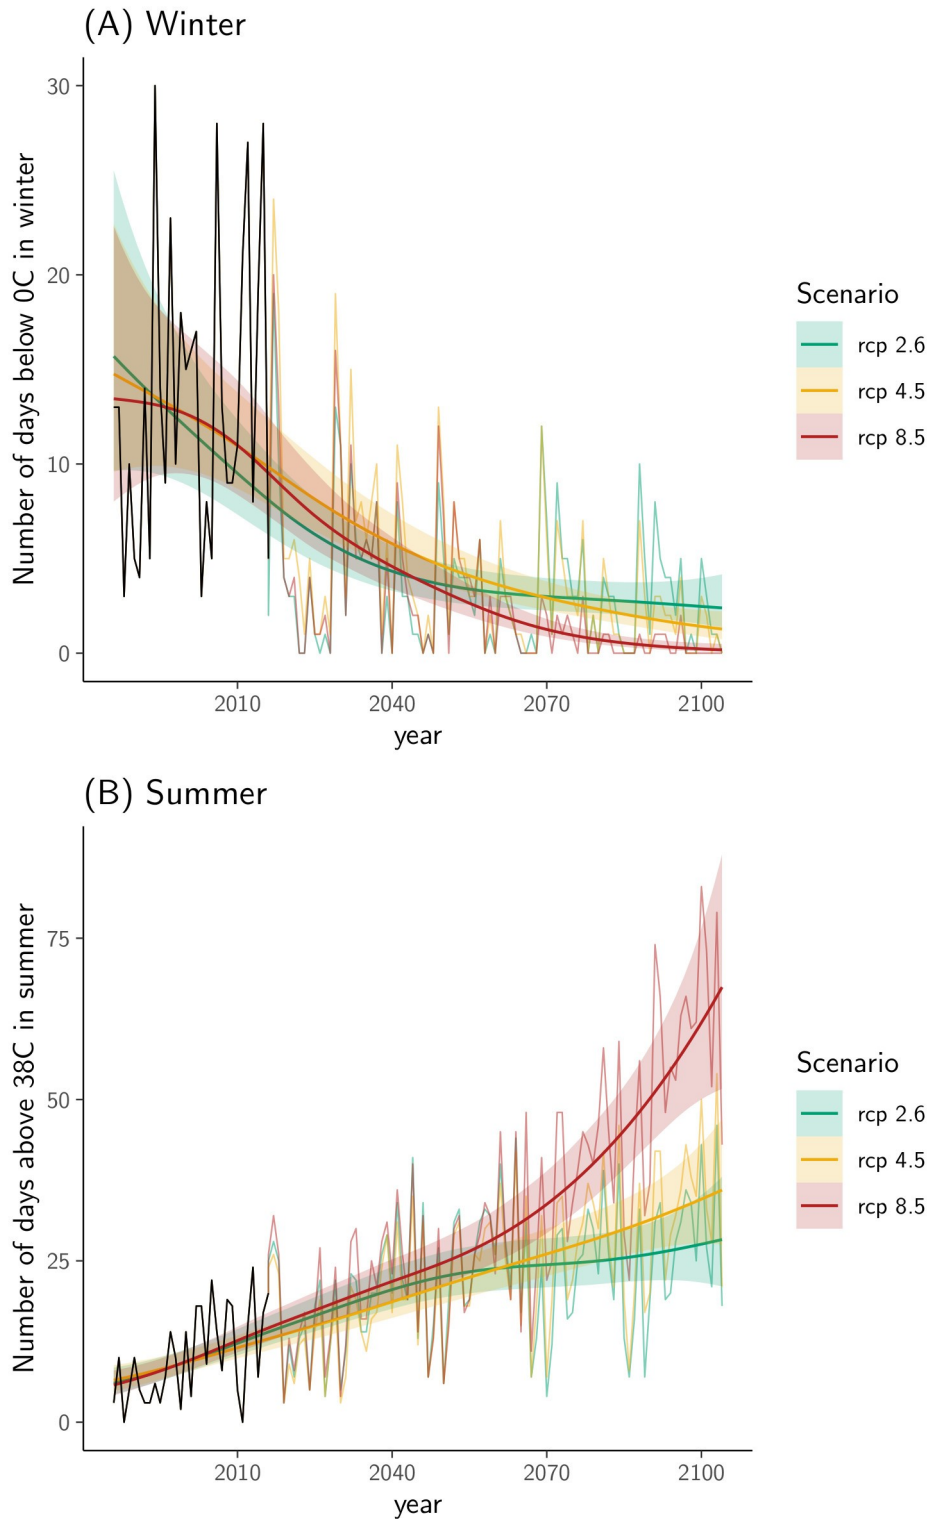 (A) Winter
Number of days below 0C in winter
30
20
10
0
2010
2040
2070
2100
year
Scenario
rcp 2.6
rcp 4.5
rcp 8.5
(B) Summer
Number of days above 38C in summer
75
50
25
0
2010
2040
2070
2100
year
Scenario
rcp 2.6
rcp 4.5
rcp 8.5